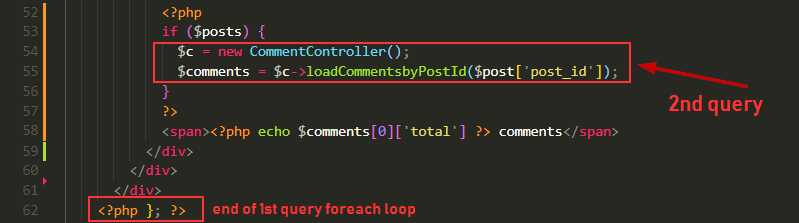 52 <?php
53 if ($posts) {
54 $c = new CommentController();
55 $comments = $c->loadCommentsbyPostId($post['post_id']);
56 }
2nd query
57 ?>
58 <span><?php echo $comments[0]['total'] ?> comments</span>
59 </div>
60 </div>
61 </div>
62 <?php }; ?> end of 1st query foreach loop